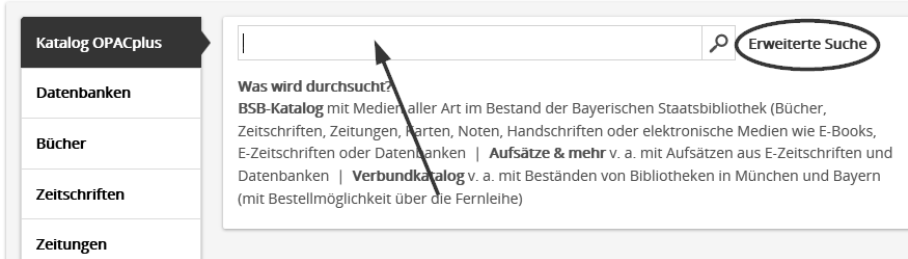 Katalog OPACplus
Datenbanken
Bücher
Zeitschriften
Zeitungen
Erweiterte Suche
Was wird durchsucht?
BSB-Katalog mit Medien aller Art im Bestand der Bayerischen Staatsbibliothek (Bücher,
Zeitschriften, Zeitungen, Karten, Noten, Handschriften oder elektronische Medien wie E-Books,
E-Zeitschriften oder Datenbanken | Aufsätze & mehr v. a. mit Aufsätzen aus E-Zeitschriften und
Datenbanken | Verbundkatalog v. a. mit Beständen von Bibliotheken in München und Bayern
(mit Bestellmöglichkeit über die Fernleihe)